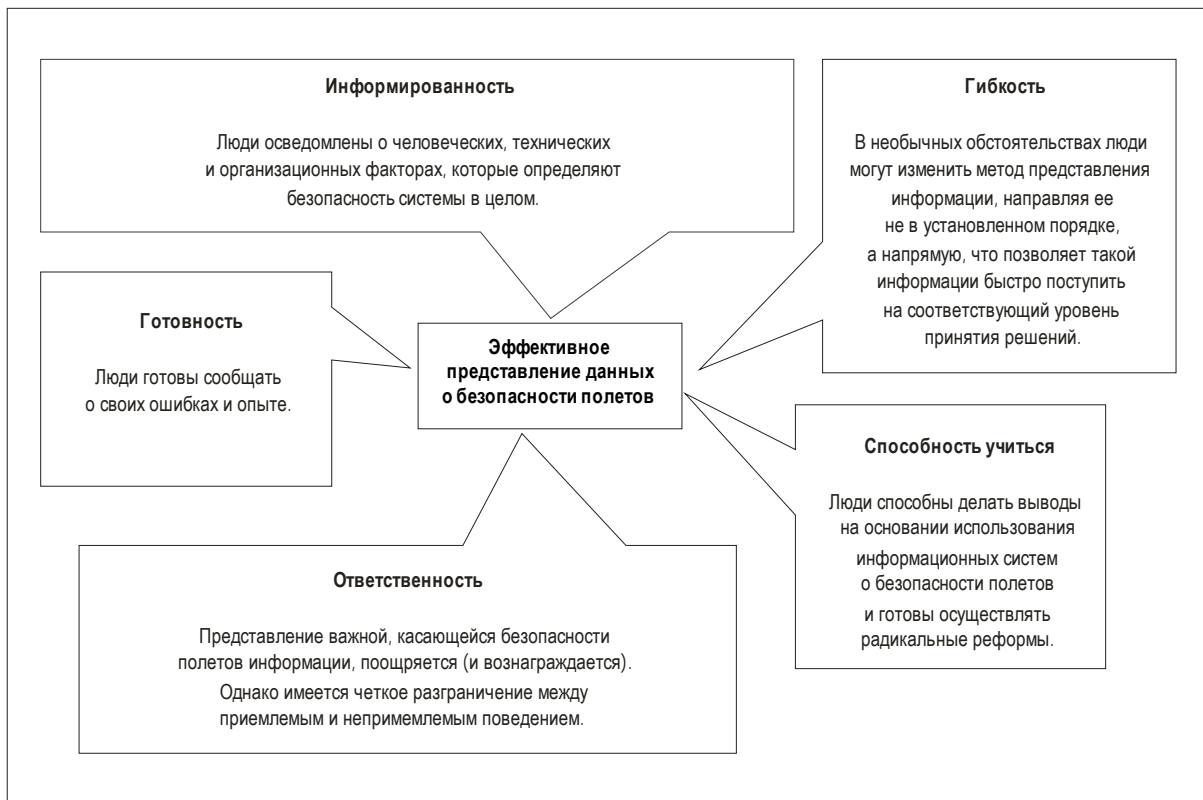 Информированность
Люди осведомлены о человеческих, технических
и организационных факторах, которые определяют
безопасность системы в целом.
Гибкость
В необычных обстоятельствах люди
могут изменить метод представления
информации, направляя ее
не в установленном порядке,
а напрямую, что позволяет такой
информации быстро поступить
на соответствующий уровень
принятия решений.
Готовность
Люди готовы сообщать
о своих ошибках и опыте.
Эффективное
представление данных
о безопасности полетов
Способность учиться
Люди способны делать выводы
на основании использования
информационных систем
о безопасности полетов
и готовы осуществлять
радикальные реформы.
Ответственность
Представление важной, касающейся безопасности
полетов информации, поощряется (и вознаграждается).
Однако имеется четкое разграничение между
приемлемым и непримемлемым поведением.